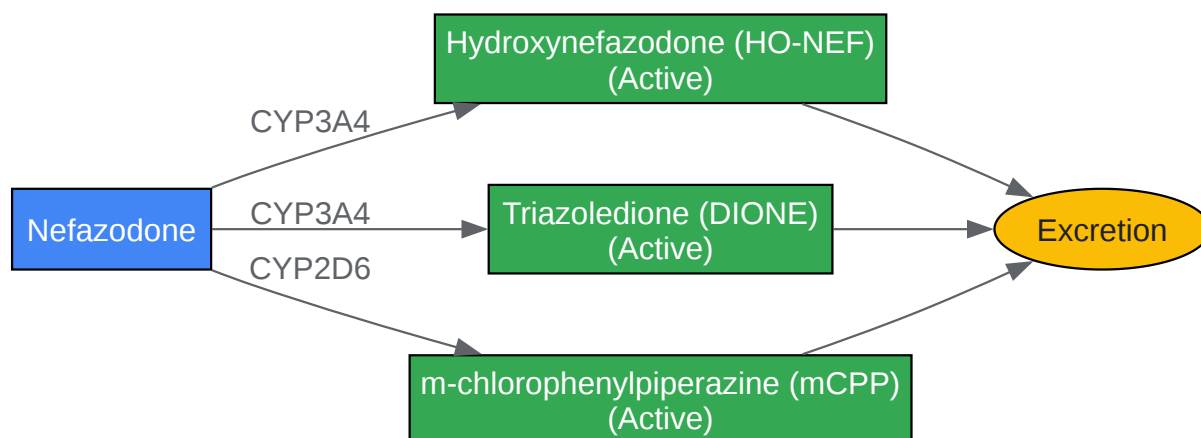 Hydroxynefazodone (HO-NEF)
(Active)
CYP3A4
Nefazodone
CYP3A4
Triazoledione (DIONE)
(Active)
Excretion
CYP2D6
m-chlorophenylpiperazine (mCPP)
(Active)